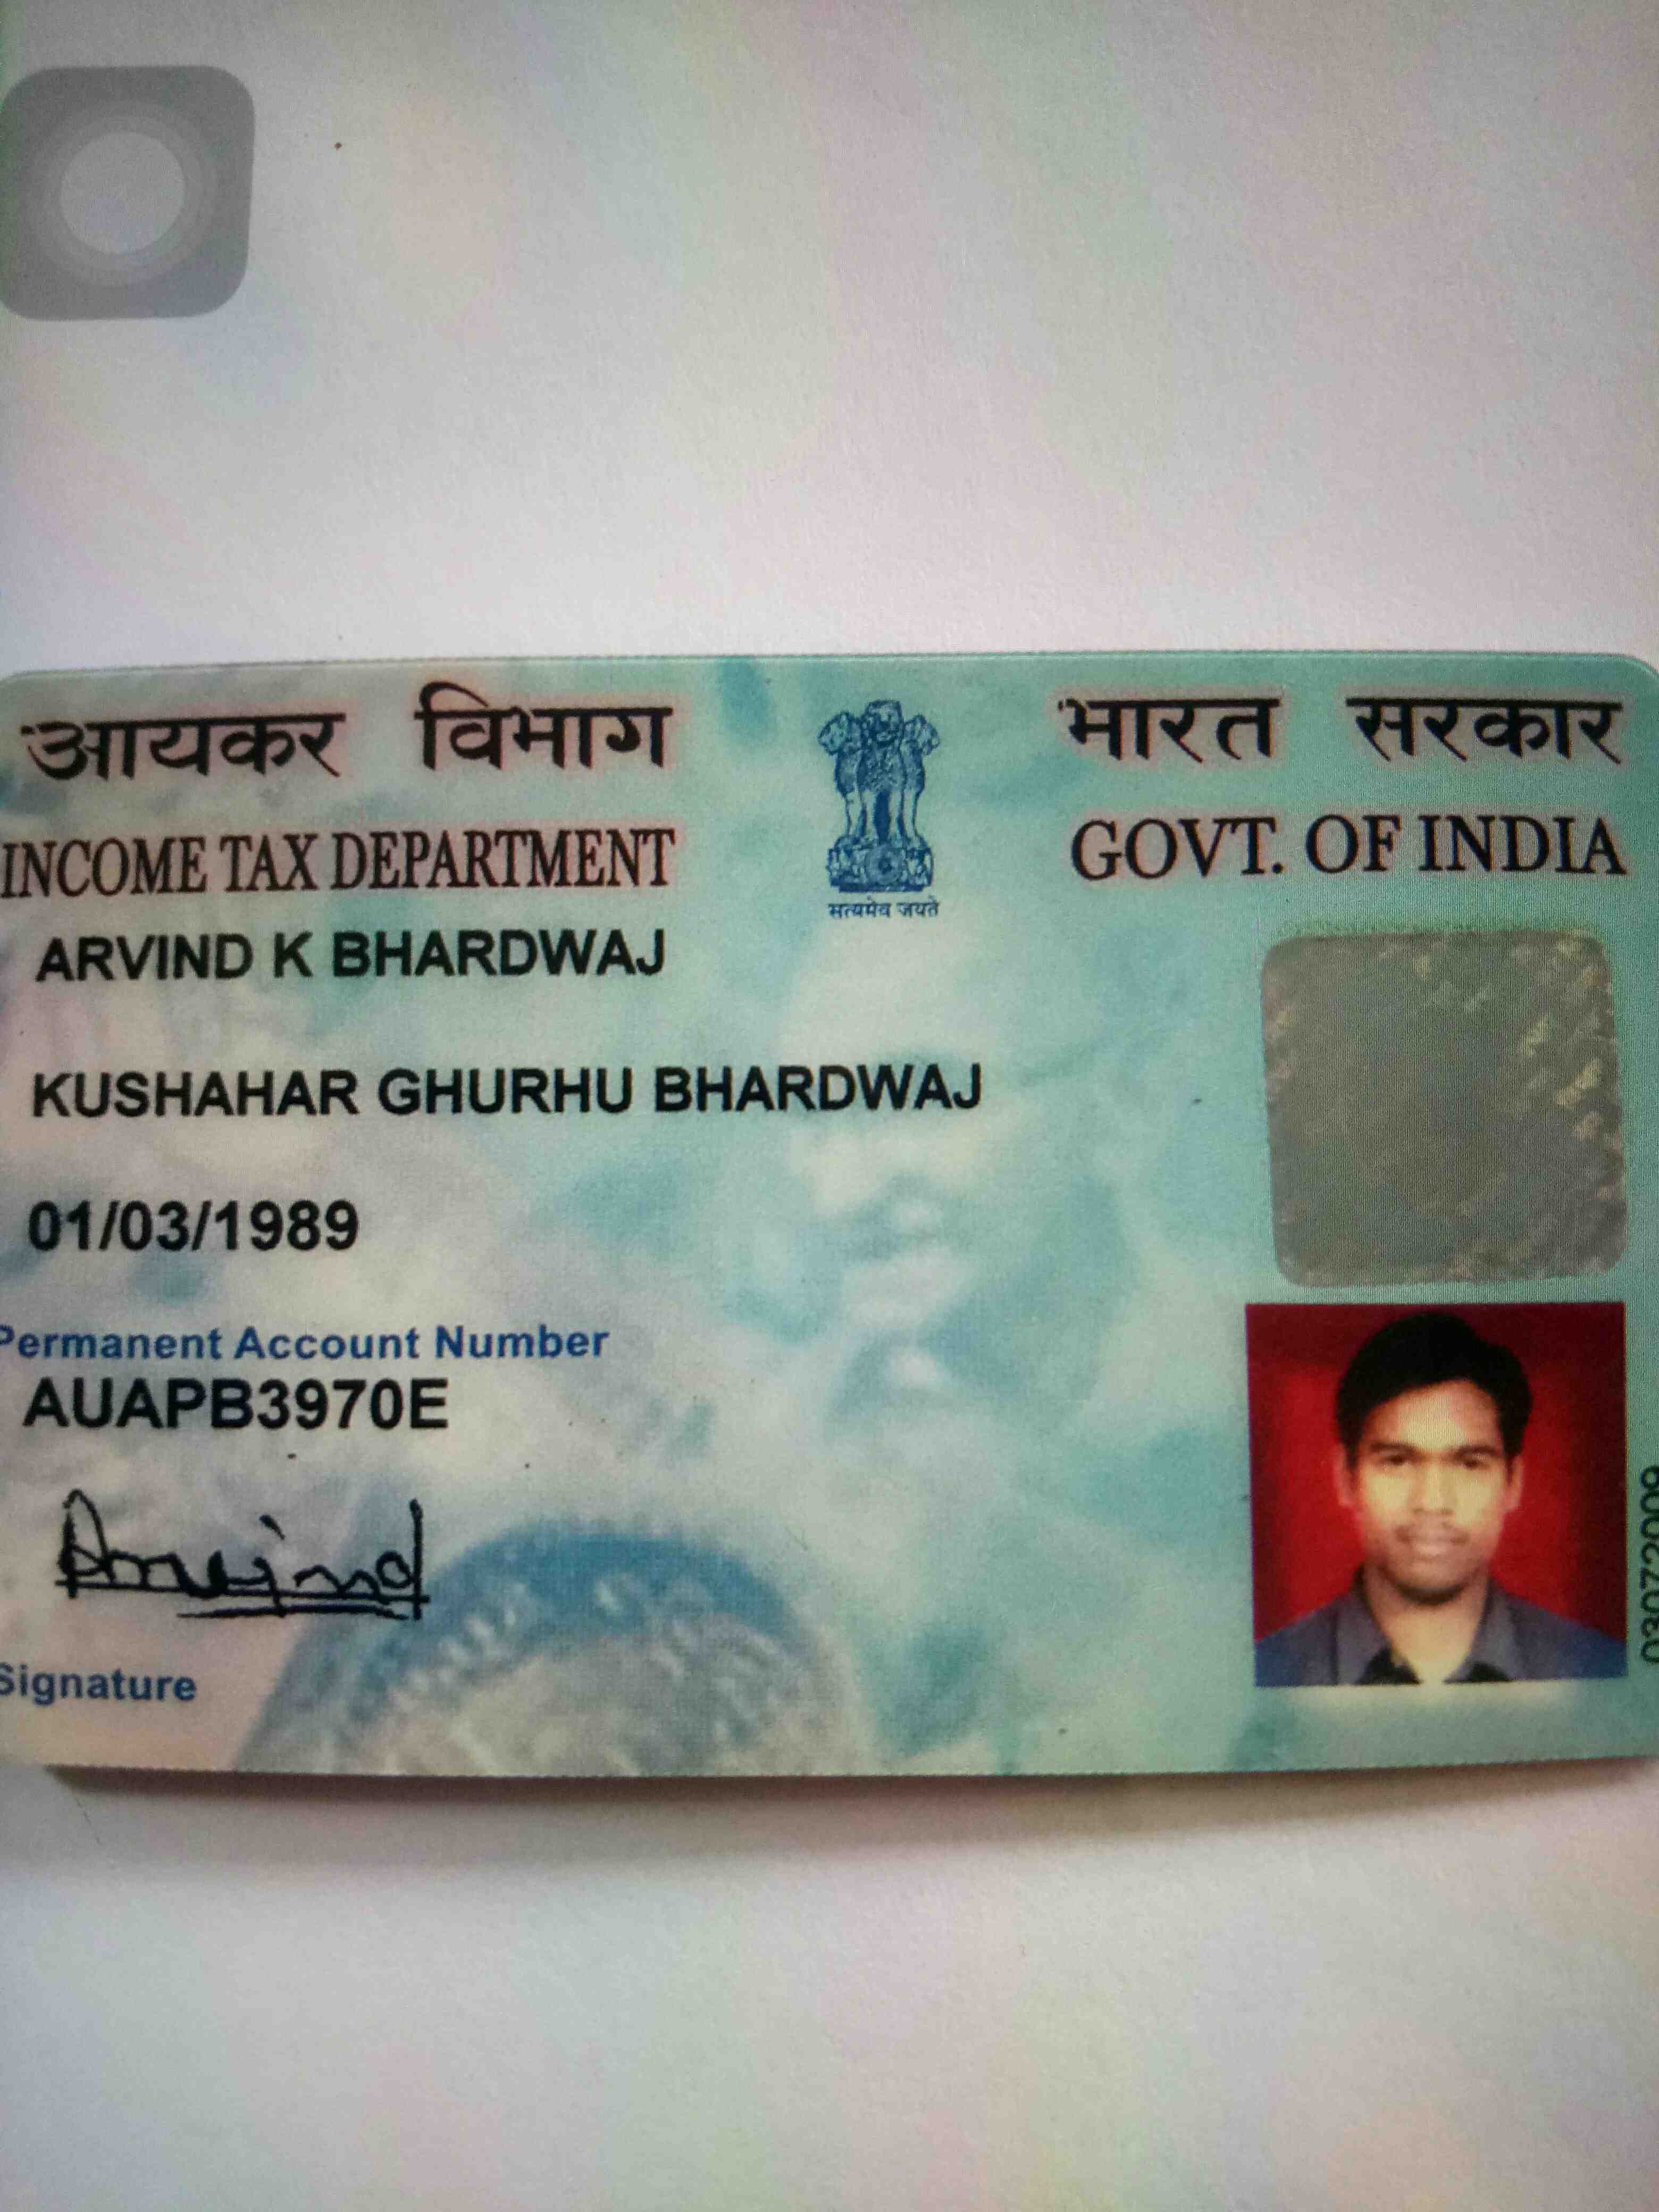 आयकर विभाग
भारत सरकार
INCOME TAX DEPARTMENT
GOVT. OF INDIA
सत्यमेव जयते
ARVIND K BHARDWAJ
KUSHAHAR GHURHU BHARDWAJ
01/03/1989
Permanent Account Number
AUAPB3970E
Arvind
Signature
03072009